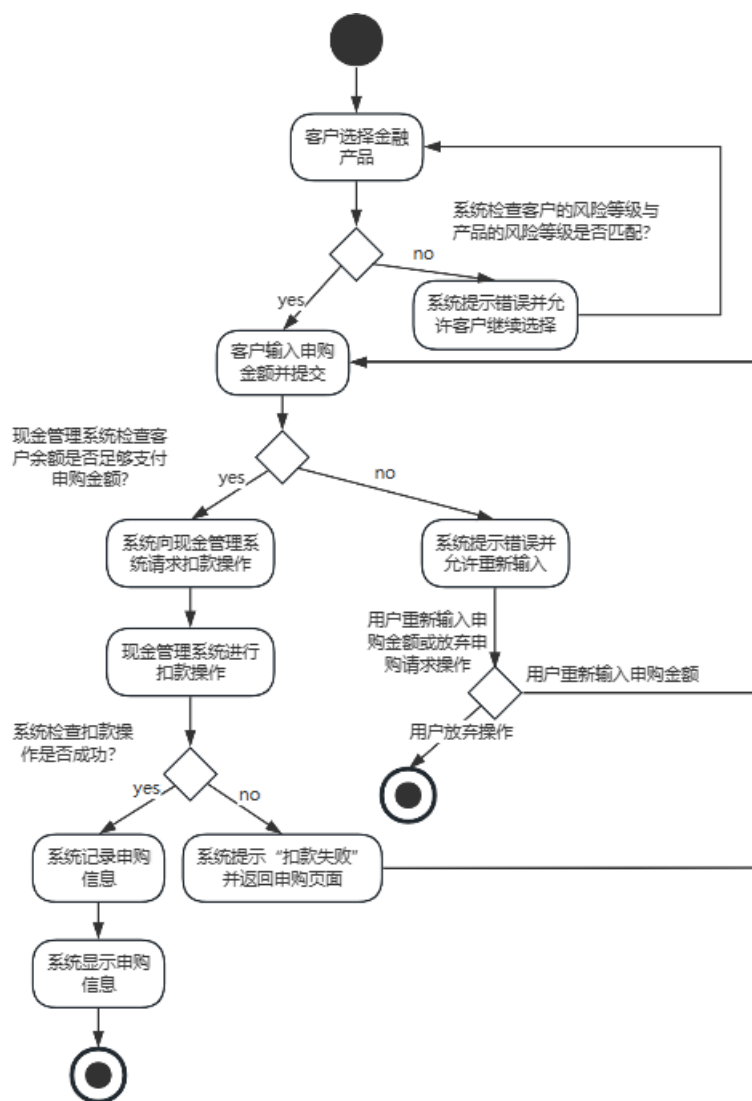 客户选择金融
产品
系统检查客户的风险等级与
产品的风险等级是否匹配?
no
yes
系统提示错误并允
许客户继续选择
客户输入申购
金额并提交
现金管理系统检查客
户余额是否足够支付
申购金额?
yes
no
系统向现金管理系
统请求扣款操作
系统提示错误并
允许重新输入
用户重新输入申
购金额或放弃申
购请求操作
现金管理系统进行
扣款操作
用户重新输入申购金额
系统检查扣款操
作是否成功?
用户放弃操作
yes
no
系统记录申购
信息
系统提示“扣款失败”
并返回申购页面
系统显示申购
信息